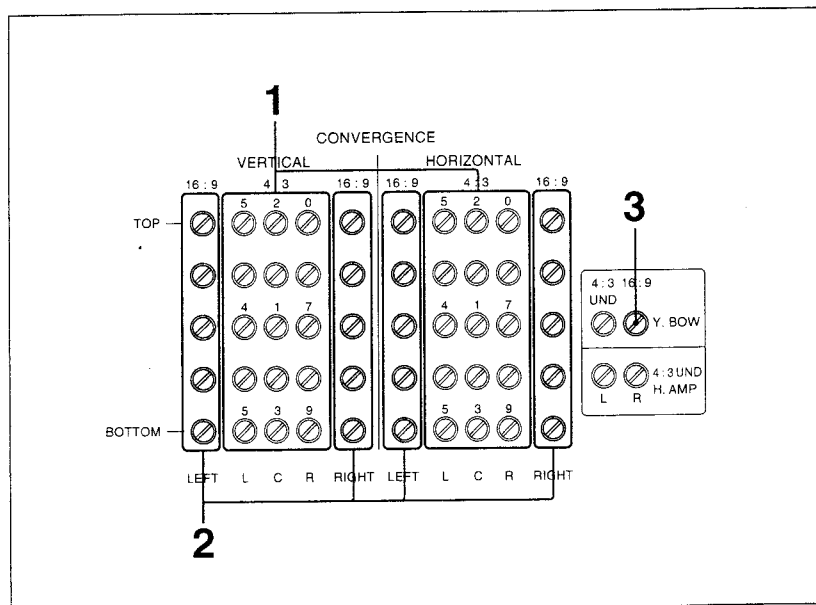 1
CONVERGENCE
VERTICAL HORIZONTAL
16 : 9 4 : 3 16 : 9 16 : 9 4 : 3 16 : 9
5 2 0 5 2 0
TOP
3
4 : 3 16 : 9
UND
4 1 7 4 1 7
Y. BOW
4 : 3 UND
H. AMP
L R
5 3 9 5 3 9
BOTTOM
LEFT L C R RIGHT LEFT L C R RIGHT
2